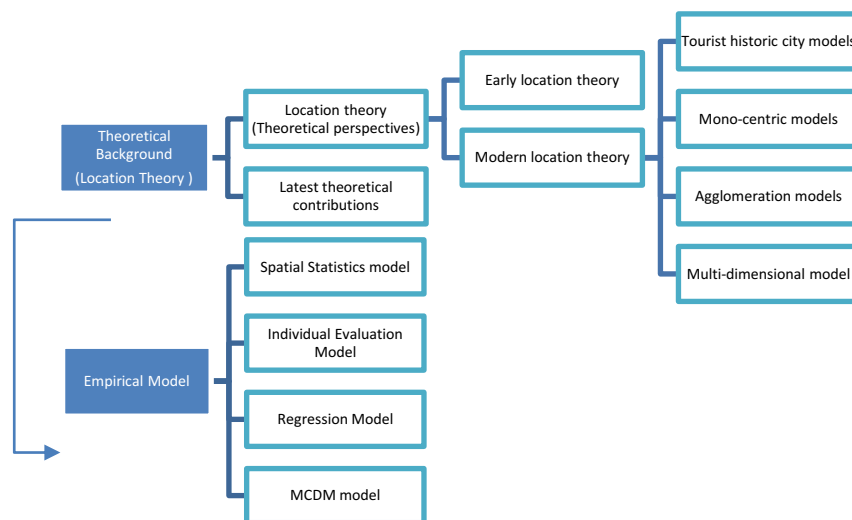 Theoretical
Background
(Location Theory )
Location theory
(Theoretical perspectives)
Latest theoretical
contributions
Early location theory
Modern location theory
Tourist historic city models
Mono-centric models
Agglomeration models
Multi-dimensional model
Empirical Model
Spatial Statistics model
Individual Evaluation
Model
Regression Model
MCDM model